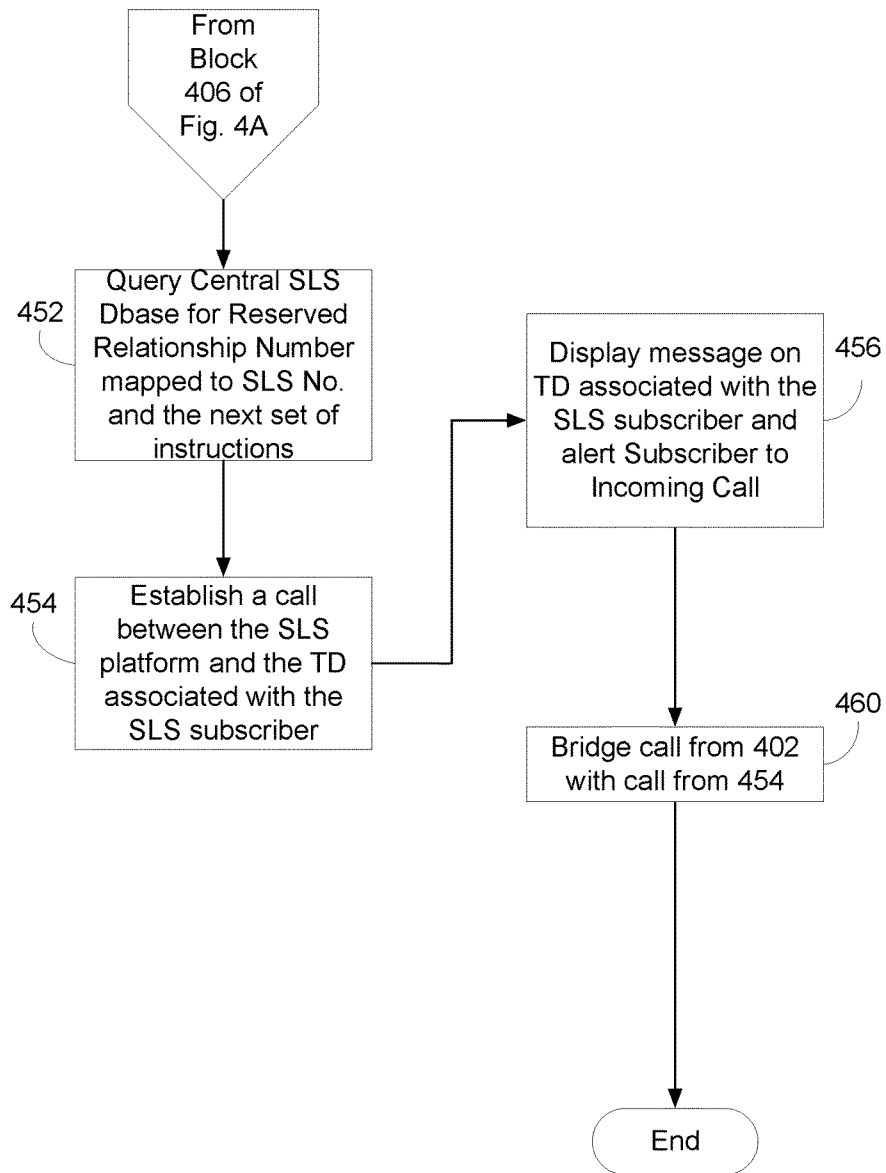 From
Block
406 of
Fig. 4A
452
Query Central SLS
Dbase for Reserved
Relationship Number
mapped to SLS No.
and the next set of
instructions
454
Establish a call
between the SLS
platform and the TD
associated with the
SLS subscriber
456
Display message on
TD associated with the
SLS subscriber and
alert Subscriber to
Incoming Call
460
Bridge call from 402
with call from 454
End